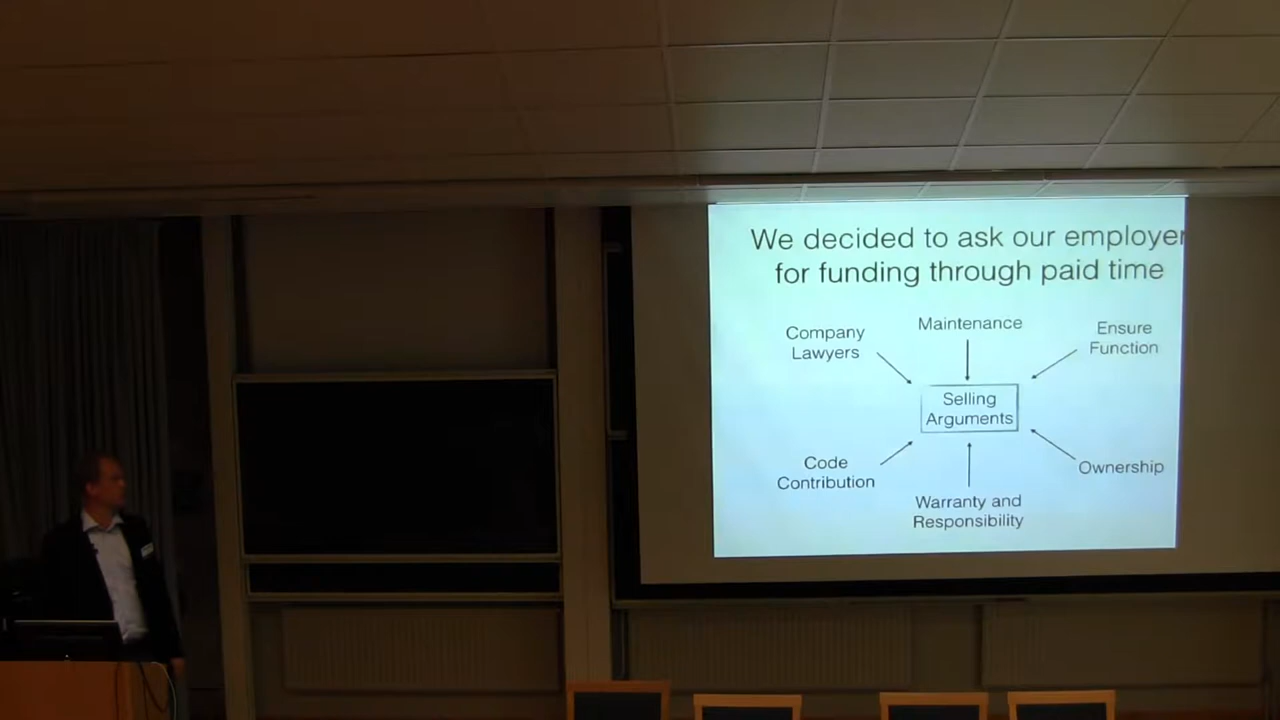 We decided to ask our employer
for funding through paid time
Company
Lawyers
Maintenance
Ensure
Function
Selling
Arguments
Code
Contribution
Warranty and
Responsibility
Ownership